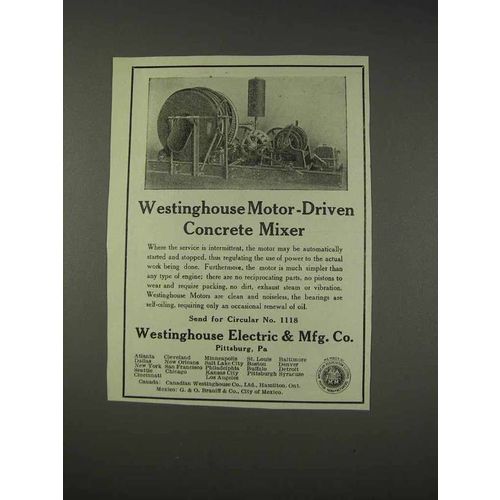 Westinghouse Motor-Driven
Concrete Mixer
Where the service is intermittent, the motor may be automatically
started and stopped, thus regulating the use of power to the actual
work being done. Furthermore, the motor is much simpler than
any type of engine; there are no reciprocating parts, no pistons to
wear and require packing, no dirt, exhaust steam or vibration.
Westinghouse Motors are clean and noiseless, the bearings are
self-oiling, requiring only an occasional renewal of oil.
Send for Circular No. 1118
Westinghouse Electric & Mfg. Co.
Pittsburg, Pa
Atlanta Cleveland Minneapolis St. Louis Baltimore
Dallas New Orleans Salt Lake City Boston Denver
New York San Francisco Philadelphia Buffalo Detroit
Seattle Chicago Kansas City Pittsburgh Syracuse
Cincinnati Los Angeles
Canada: Canadian Westinghouse Co., Ltd., Hamilton, Ont.
Mexico: G. & O. Braniff & Co., City of Mexico.